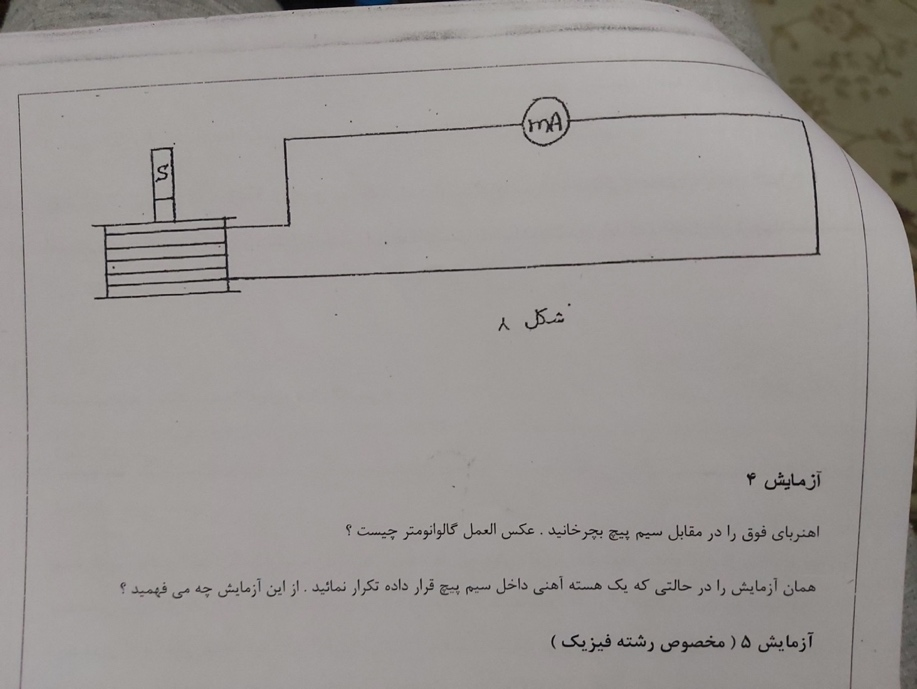 mA
S
شکل ۸
آزمایش ۴
اهنربای فوق را در مقابل سیم پیچ بچرخانید . عکس العمل گالوانومتر چیست ؟
همان آزمایش را در حالتی که یک هسته آهنی داخل سیم پیچ قرار داده تکرار نمائید . از این آزمایش چه می فهمید ؟
آزمایش ۵ ( مخصوص رشته فیزیک )